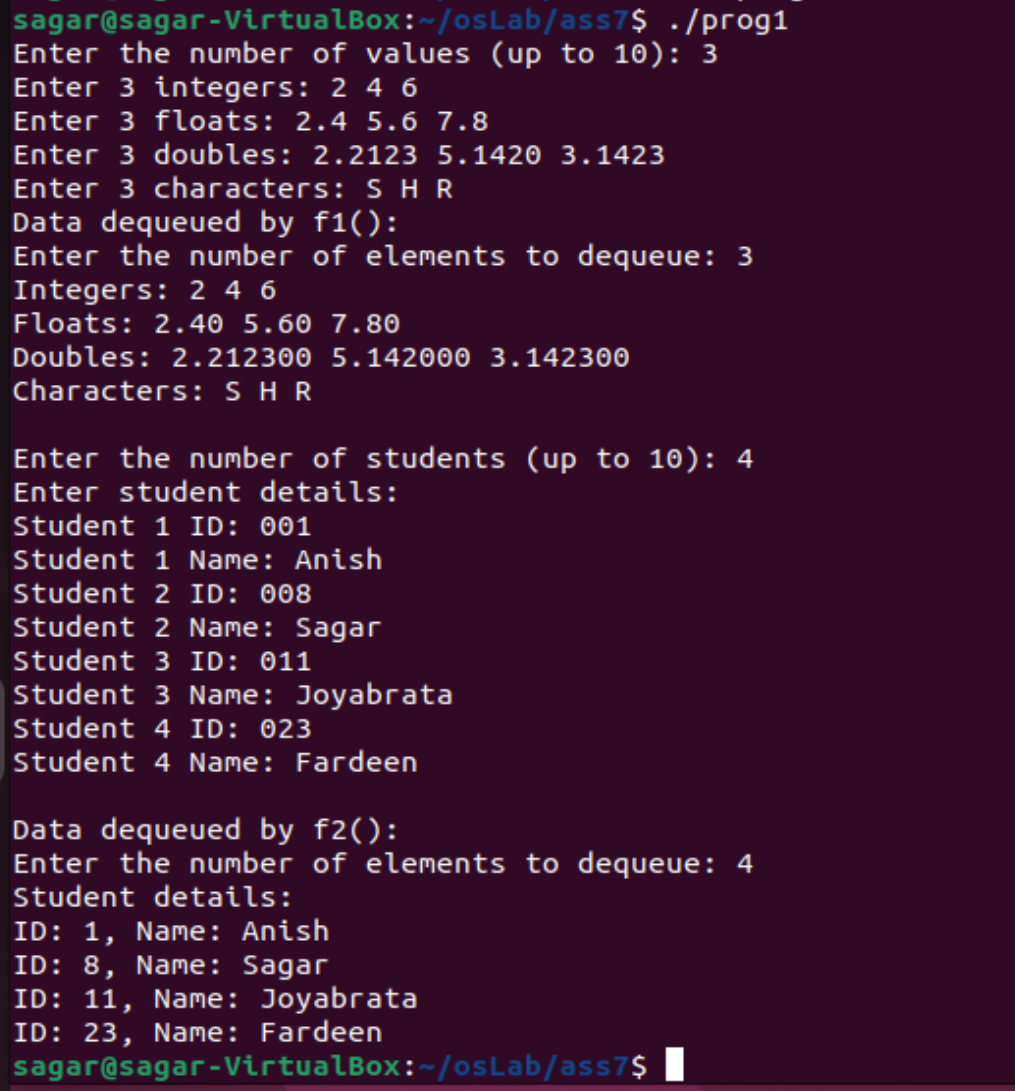 sagar@sagar-VirtualBox:~/osLab/ass7$ ./prog1
Enter the number of values (up to 10): 3
Enter 3 integers: 2 4 6
Enter 3 floats: 2.4 5.6 7.8
Enter 3 doubles: 2.2123 5.1420 3.1423
Enter 3 characters: S H R
Data dequeued by f1():
Enter the number of elements to dequeue: 3
Integers: 2 4 6
Floats: 2.40 5.60 7.80
Doubles: 2.212300 5.142000 3.142300
Characters: S H R
Enter the number of students (up to 10): 4
Enter student details:
Student 1 ID: 001
Student 1 Name: Anish
Student 2 ID: 008
Student 2 Name: Sagar
Student 3 ID: 011
Student 3 Name: Joyabrata
Student 4 ID: 023
Student 4 Name: Fardeen
Data dequeued by f2():
Enter the number of elements to dequeue: 4
Student details:
ID: 1, Name: Anish
ID: 8, Name: Sagar
ID: 11, Name: Joyabrata
ID: 23, Name: Fardeen
sagar@sagar-VirtualBox:~/osLab/ass7$